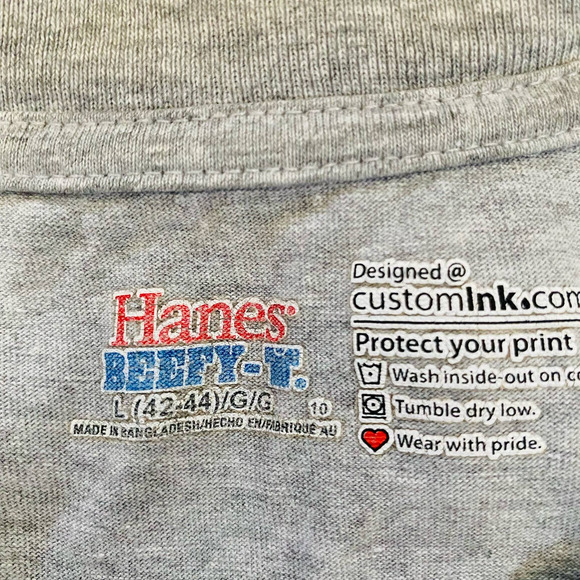 Hanes
BEEFY-T.
L (42-44)/G/G 10
MADE IN BANGLADESH/HECHO EN/FABRIQUÉ AU
Designed @
customInk.com
Protect your print
Wash inside-out on
Tumble dry low.
Wear with pride.